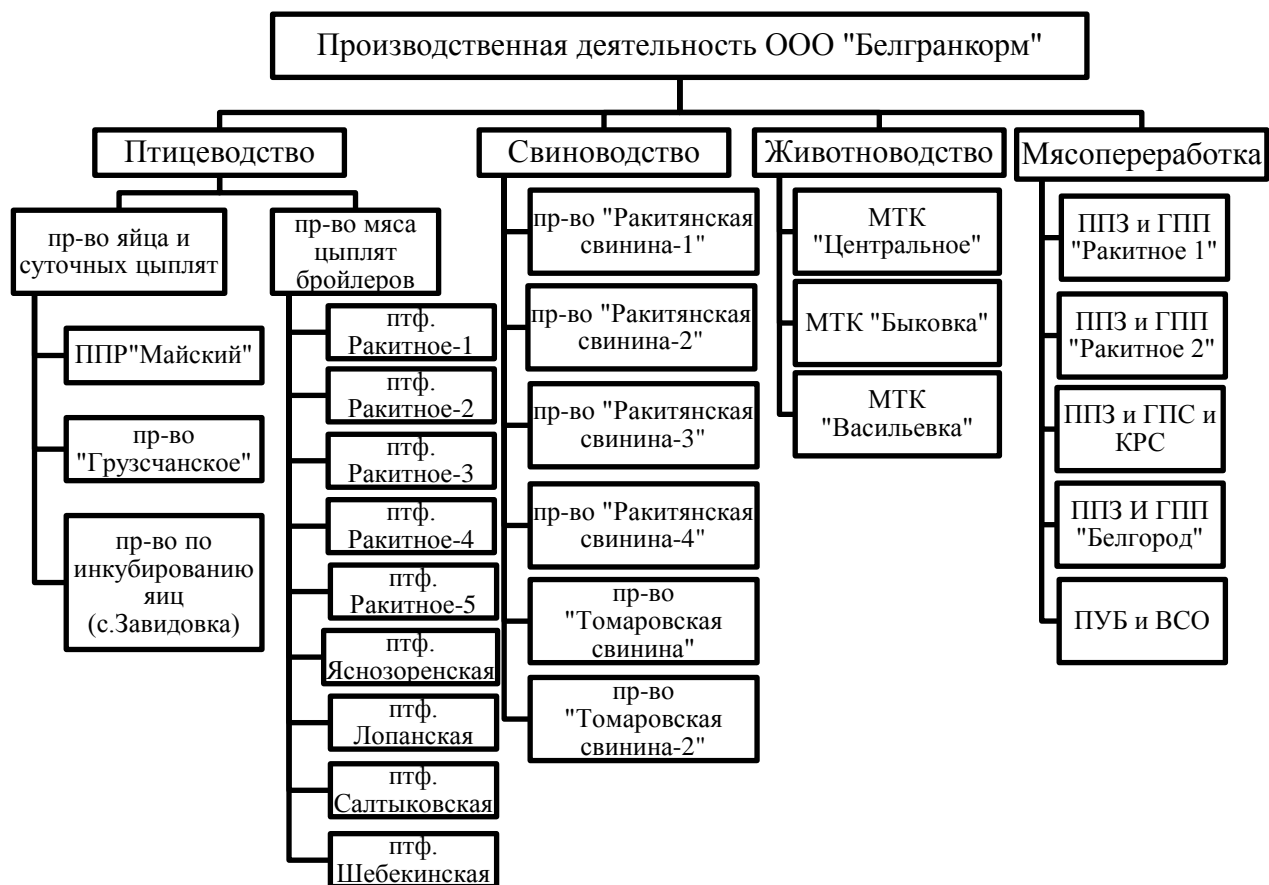 Производственная деятельность ООО "Белгранкорм"
Птицеводство
пр-во яйца и
суточных цыплят
ППР"Майский"
пр-во
"Грузсчанское"
пр-во по
инкубированию
яиц
(с.Завидовка)
пр-во мяса
цыплят
бройлеров
птф.
Ракитное-1
птф.
Ракитное-2
птф.
Ракитное-3
птф.
Ракитное-4
птф.
Ракитное-5
птф.
Яснозоренская
птф.
Лопанская
птф.
Салтыковская
птф.
Шебекинская
Свиноводство
пр-во "Ракитянская
свинина-1"
пр-во "Ракитянская
свинина-2"
пр-во "Ракитянская
свинина-3"
пр-во "Ракитянская
свинина-4"
пр-во
"Томаровская
свинина"
пр-во
"Томаровская
свинина-2"
Животноводство
МТК
"Центральное"
МТК "Быковка"
МТК
"Васильевка"
Мясопереработка
ППЗ и ГПП
"Ракитное 1"
ППЗ и ГПП
"Ракитное 2"
ППЗ и ГПС и
КРС
ППЗ И ГПП
"Белгород"
ПУБ и ВСО